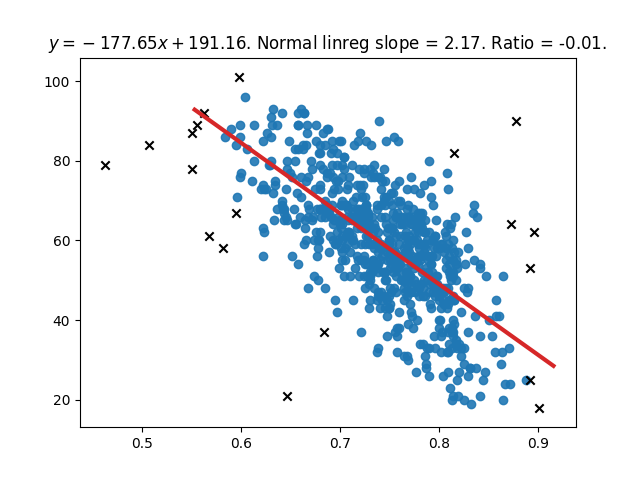 y = − 177.65x + 191.16. Normal linreg slope = 2.17. Ratio = -0.01.
100
80
60
40
20
0.5 0.6 0.7 0.8 0.9